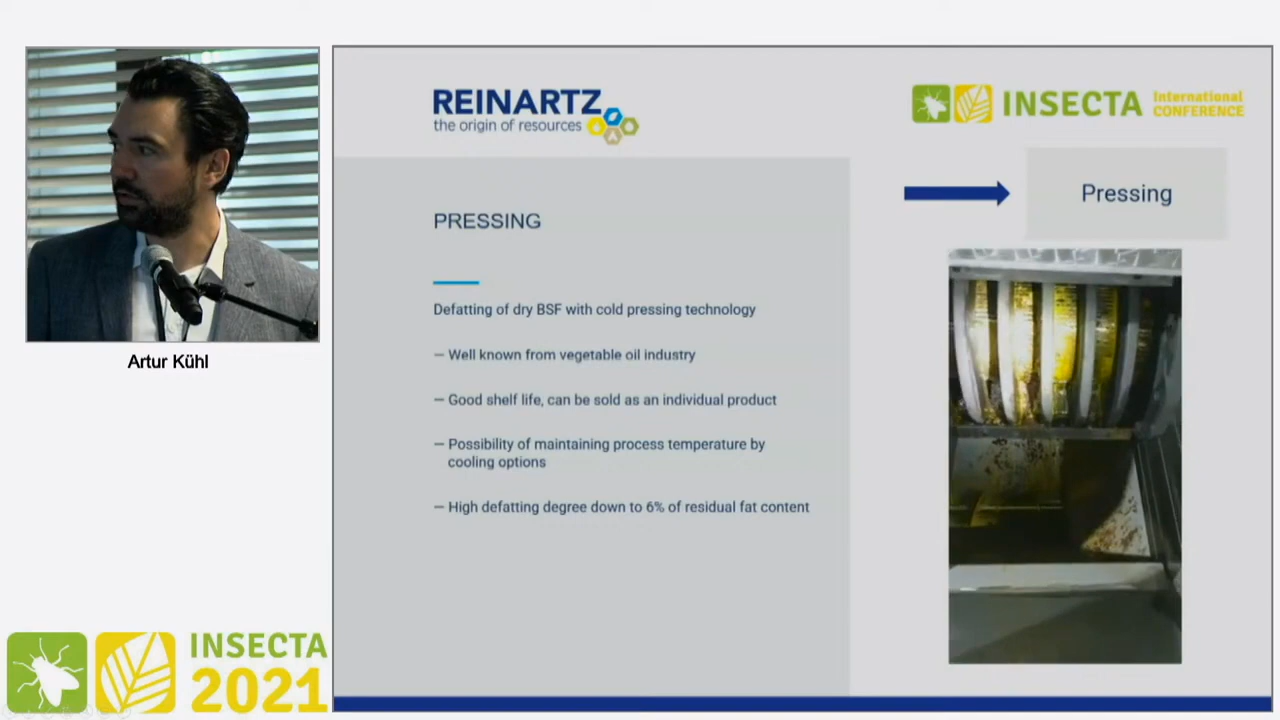 Artur Kühl
INSECTA
2021
REINARTZ
the origin of resources
INSECTA International
CONFERENCE
PRESSING
Defatting of dry BSF with cold pressing technology
– Well known from vegetable oil industry
– Good shelf life, can be sold as an individual product
– Possibility of maintaining process temperature by
cooling options
– High defatting degree down to 6% of residual fat content
Pressing